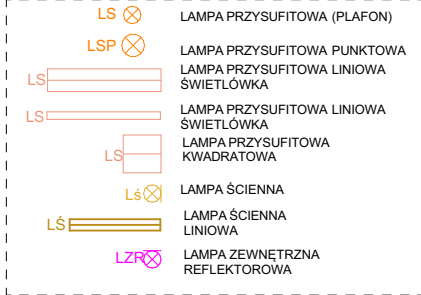 LS LAMPA PRZYSUFITOWA (PLAFON)
LSP LAMPA PRZYSUFITOWA PUNKTOWA
LS LAMPA PRZYSUFITOWA LINIOWA
ŚWIETLÓWKA
LS LAMPA PRZYSUFITOWA LINIOWA
ŚWIETLÓWKA
LS LAMPA PRZYSUFITOWA
KWADRATOWA
Lś LAMPA ŚCIENNA
LŚ LAMPA ŚCIENNA
LINIOWA
LZR LAMPA ZEWNĘTRZNA
REFLEKTOROWA